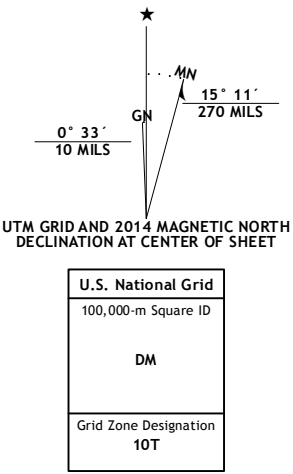 MN
15° 11´
270 MILS
GN
0° 33´
10 MILS
UTM GRID AND 2014 MAGNETIC NORTH
DECLINATION AT CENTER OF SHEET
U.S. National Grid
100,000-m Square ID
DM
Grid Zone Designation
10T